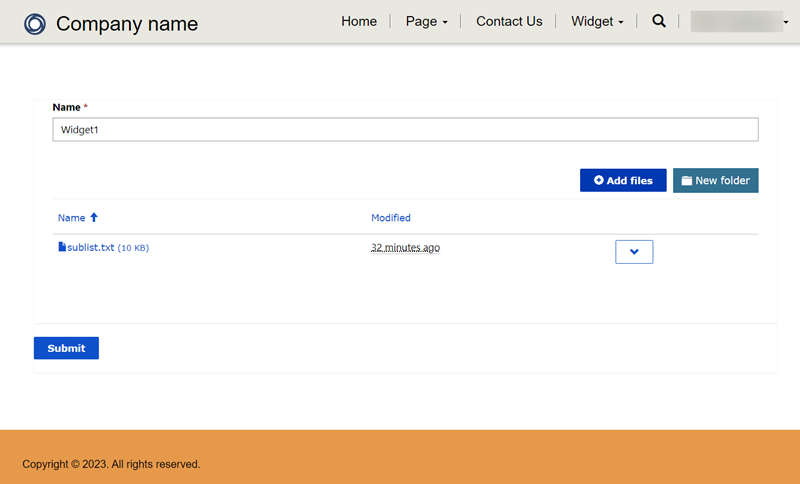 Company name
Home
Page
Contact Us
Widget
Name *
Widget1
Add files
New folder
Name
Modified
sublist.txt (10 KB)
32 minutes ago
Submit
Copyright © 2023. All rights reserved.